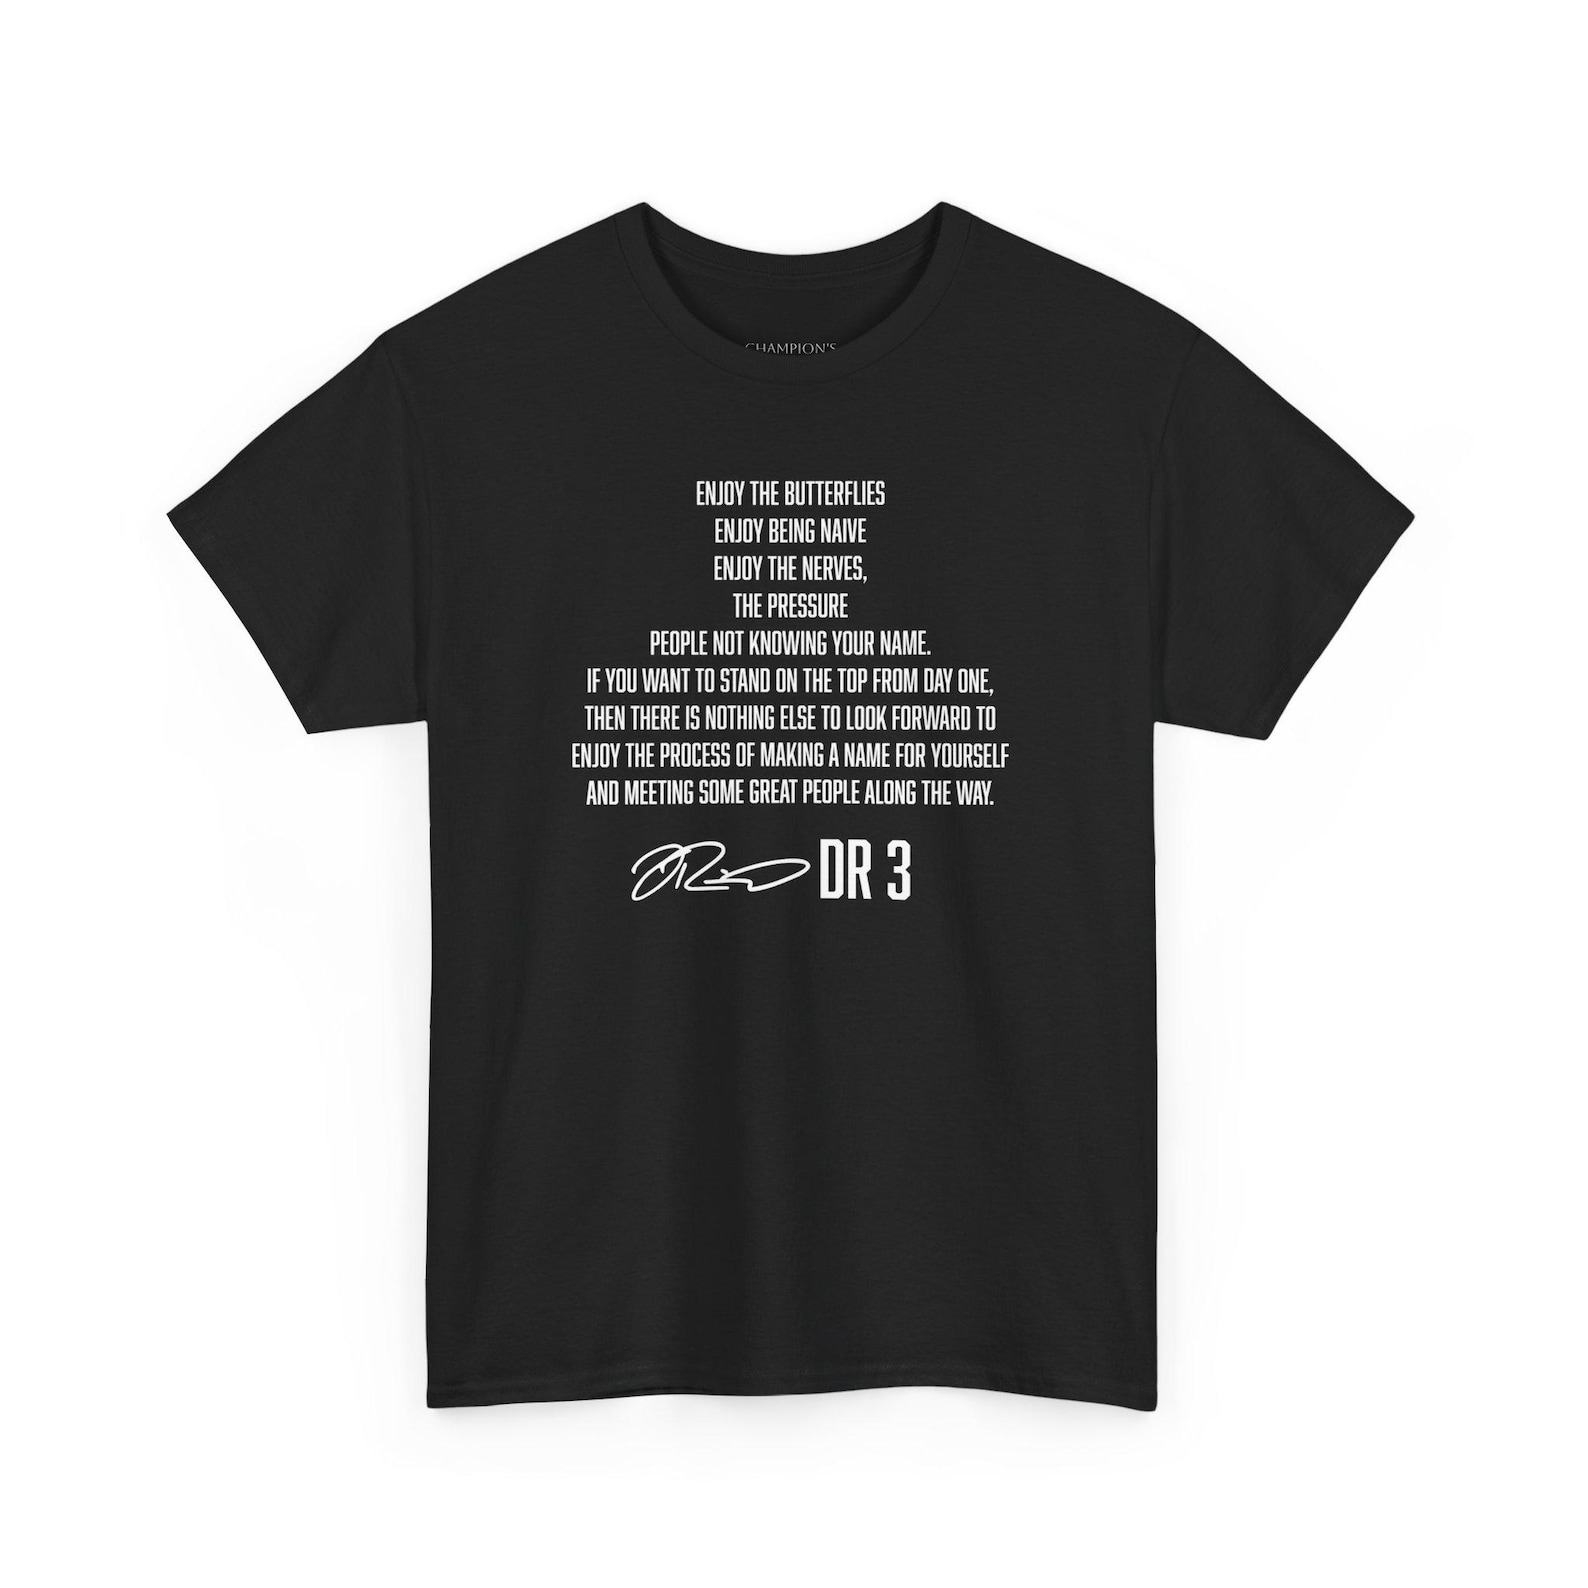 CHAMPION'S
ENJOY THE BUTTERFLIES
ENJOY BEING NAIVE
ENJOY THE NERVES,
THE PRESSURE
PEOPLE NOT KNOWING YOUR NAME.
IF YOU WANT TO STAND ON THE TOP FROM DAY ONE,
THEN THERE IS NOTHING ELSE TO LOOK FORWARD TO
ENJOY THE PROCESS OF MAKING A NAME FOR YOURSELF
AND MEETING SOME GREAT PEOPLE ALONG THE WAY.
DR 3